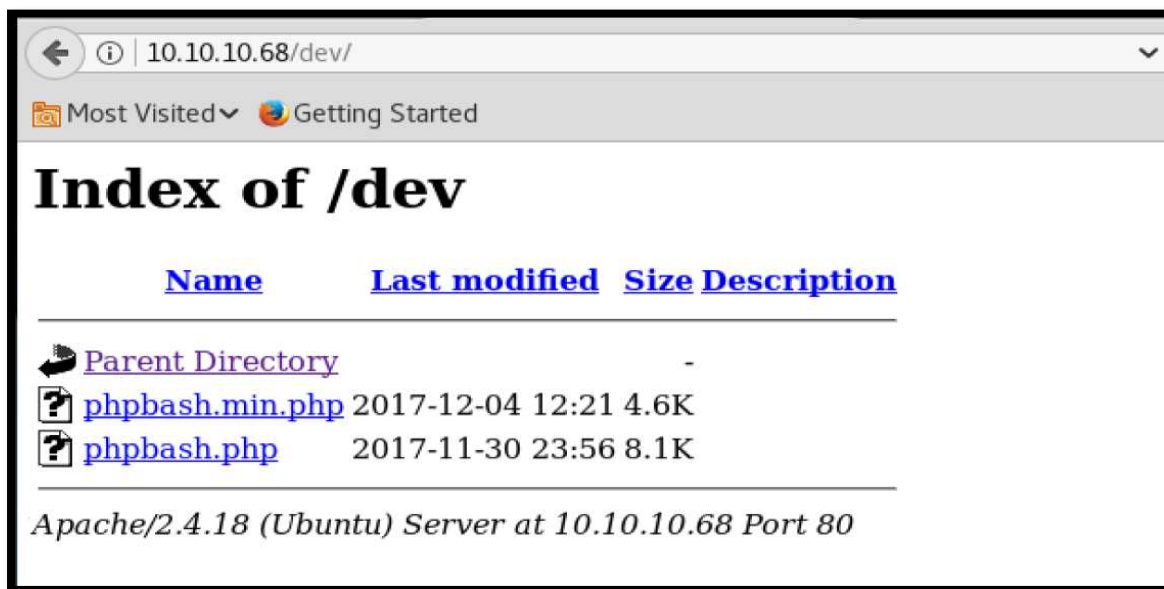 10.10.10.68/dev/
Most Visited Getting Started
Index of /dev
Name Last modified Size Description
Parent Directory -
phpbash.min.php 2017-12-04 12:21 4.6K
phpbash.php 2017-11-30 23:56 8.1K
Apache/2.4.18 (Ubuntu) Server at 10.10.10.68 Port 80